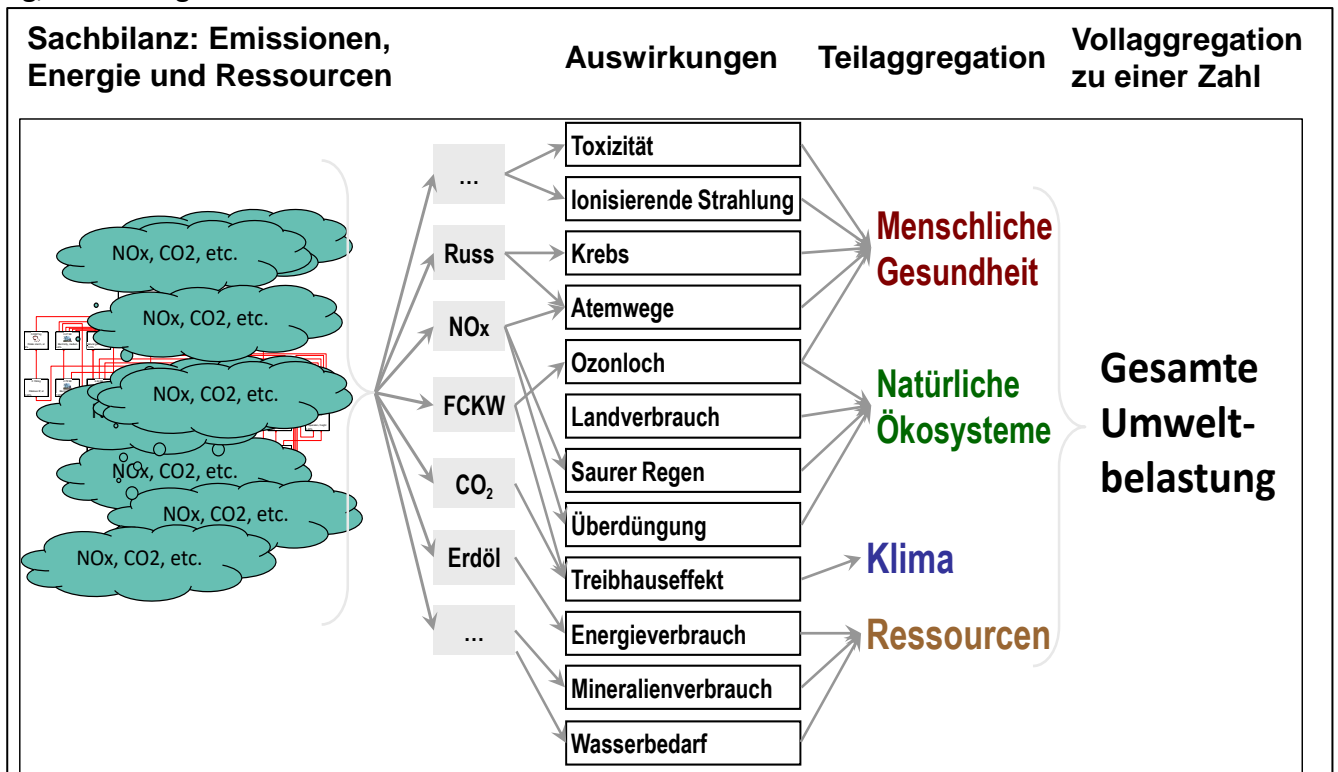 Sachbilanz: Emissionen,
Energie und Ressourcen
Auswirkungen
Teilaggregation
Vollaggregation
zu einer Zahl
NOx, CO2, etc.
NOx, CO2, etc.
NOx, CO2, etc.
NOx, CO2, etc.
NOx, CO2, etc.
NOx, CO2, etc.
…
Russ
NOx
FCKW
CO₂
Erdöl
…
Toxizität
Ionisierende Strahlung
Krebs
Atemwege
Ozonloch
Landverbrauch
Saurer Regen
Überdüngung
Treibhauseffekt
Energieverbrauch
Mineralienverbrauch
Wasserbedarf
Menschliche
Gesundheit
Natürliche
Ökosysteme
Klima
Ressourcen
Gesamte
Umwelt-
belastung